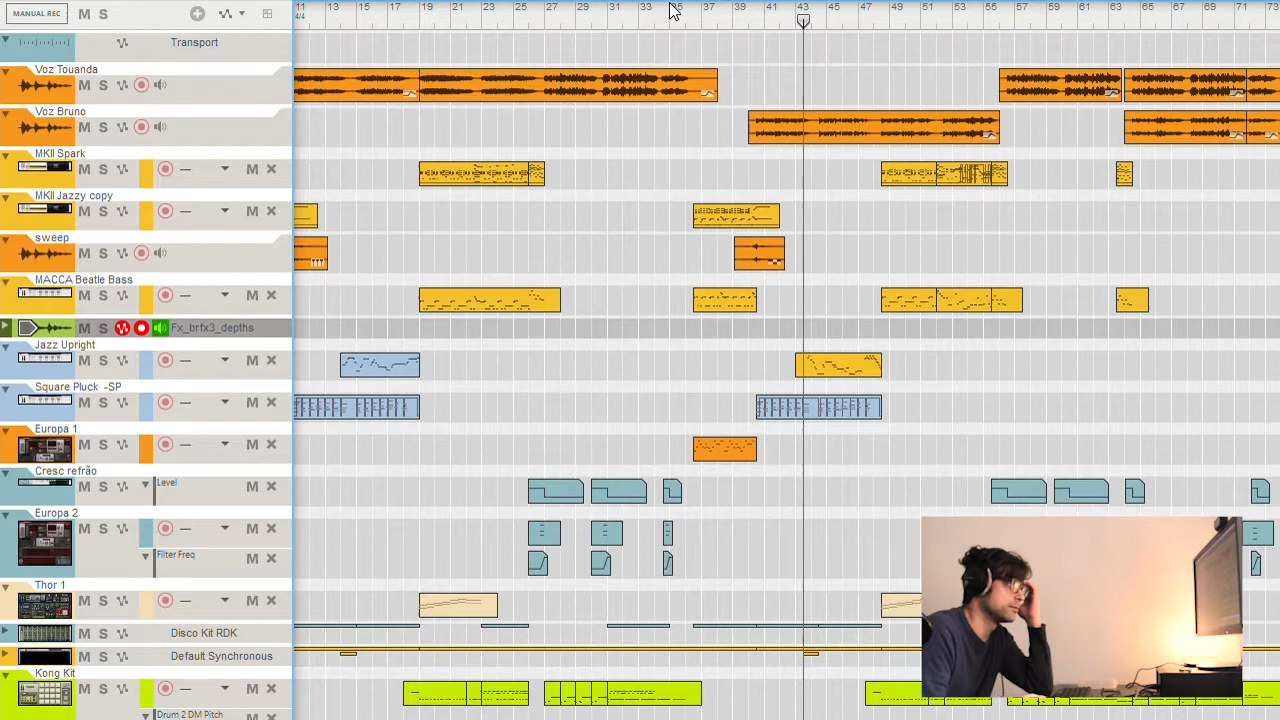 MANUAL REC M S
11 19 21 23 25 27 29 31 33 35 37 39 41 43 45 47 49 51 53 55 57 59 61 63 65 67 69 71 73
4/4
Transport
Voz Touanda
M S
Voz Bruno
M S
MKII Spark
M S M
MKII Jazzy copy
M S M
sweep
M S
MACCA Beatle Bass
M S M
M S Fx_brfx3_depths
Jazz Upright
M S M
Square Pluck -SP
M S M
Europa 1
M S M
Cresc refrão
M S Level M
Europa 2
M S M
Filter Freq M
Thor 1
M S M
M S Disco Kit RDK
M S Default Synchronous
Kong Kit
M S M
Drum 2 DM Pitch